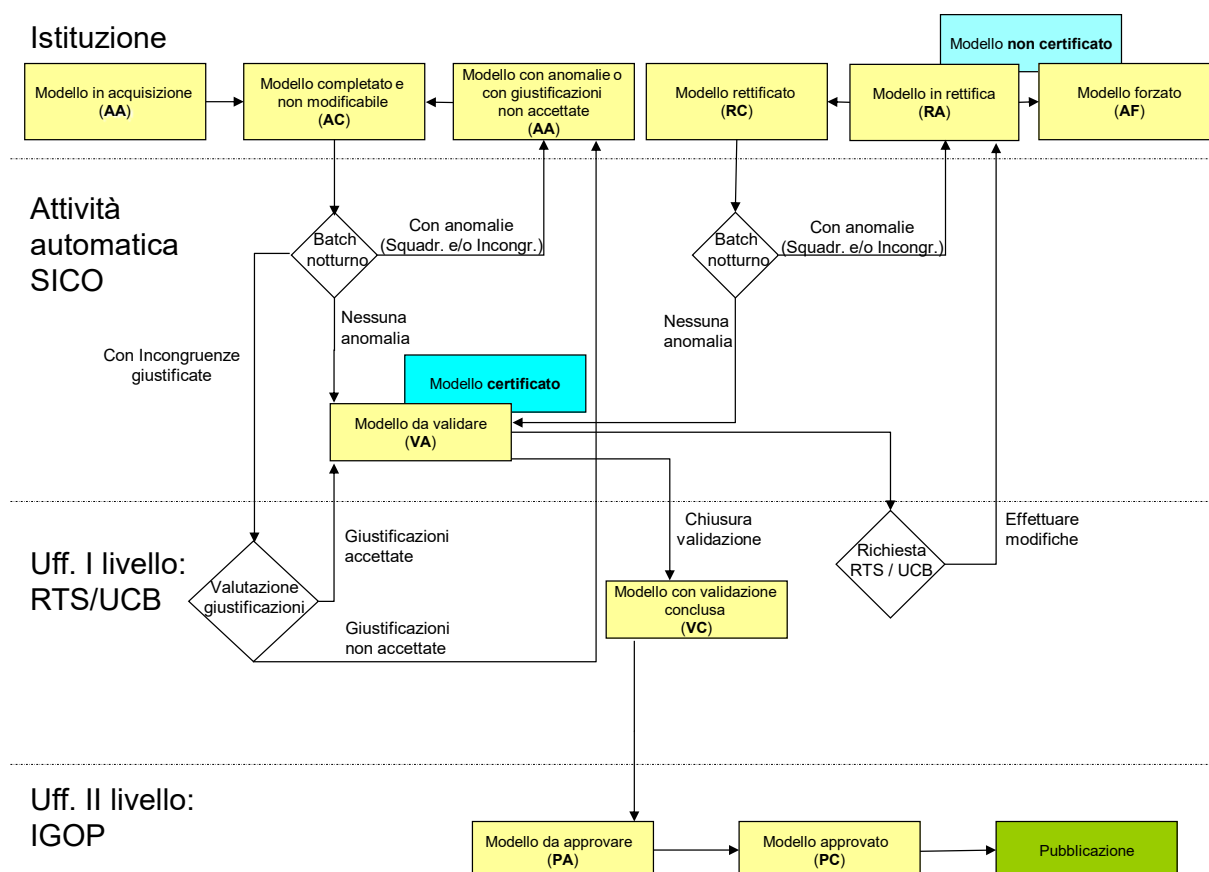 Istituzione
Modello non certificato
Modello in acquisizione
(AA)
Modello completato e
non modificabile
(AC)
Modello con anomalie o
con giustificazioni
non accettate
(AA)
Modello rettificato
(RC)
Modello in rettifica
(RA)
Modello forzato
(AF)
Attività
automatica
SICO
Batch
notturno
Con anomalie
(Squadr. e/o Incongr.)
Batch
notturno
Con anomalie
(Squadr. e/o Incongr.)
Nessuna
anomalia
Nessuna
anomalia
Con Incongruenze
giustificate
Modello certificato
Modello da validare
(VA)
Uff. I livello:
RTS/UCB
Valutazione
giustificazioni
Giustificazioni
accettate
Giustificazioni
non accettate
Chiusura
validazione
Modello con validazione
conclusa
(VC)
Richiesta
RTS / UCB
Effettuare
modifiche
Uff. II livello:
IGOP
Modello da approvare
(PA)
Modello approvato
(PC)
Pubblicazione